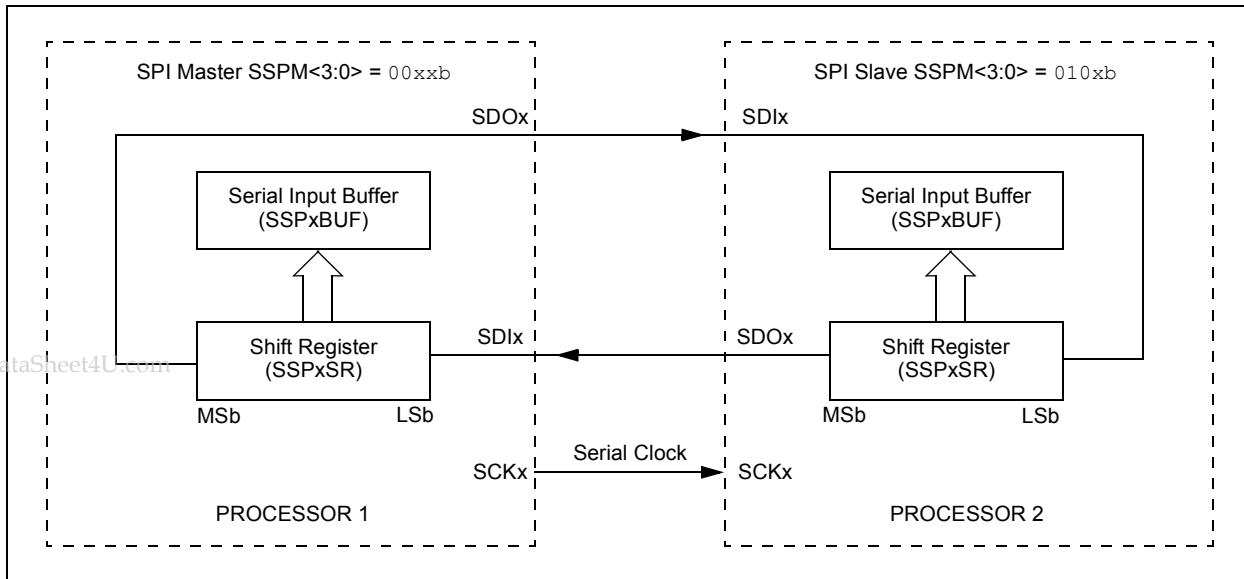 SPI Master SSPM<3:0> = 00xxb
SPI Slave SSPM<3:0> = 010xb
SDOx
SDIx
Serial Input Buffer
(SSPxBUF)
Serial Input Buffer
(SSPxBUF)
Shift Register
(SSPxSR)
SDIx
SDOx
Shift Register
(SSPxSR)
ataSheet4U.com
MSb
LSb
MSb
LSb
Serial Clock
SCKx
SCKx
PROCESSOR 1
PROCESSOR 2